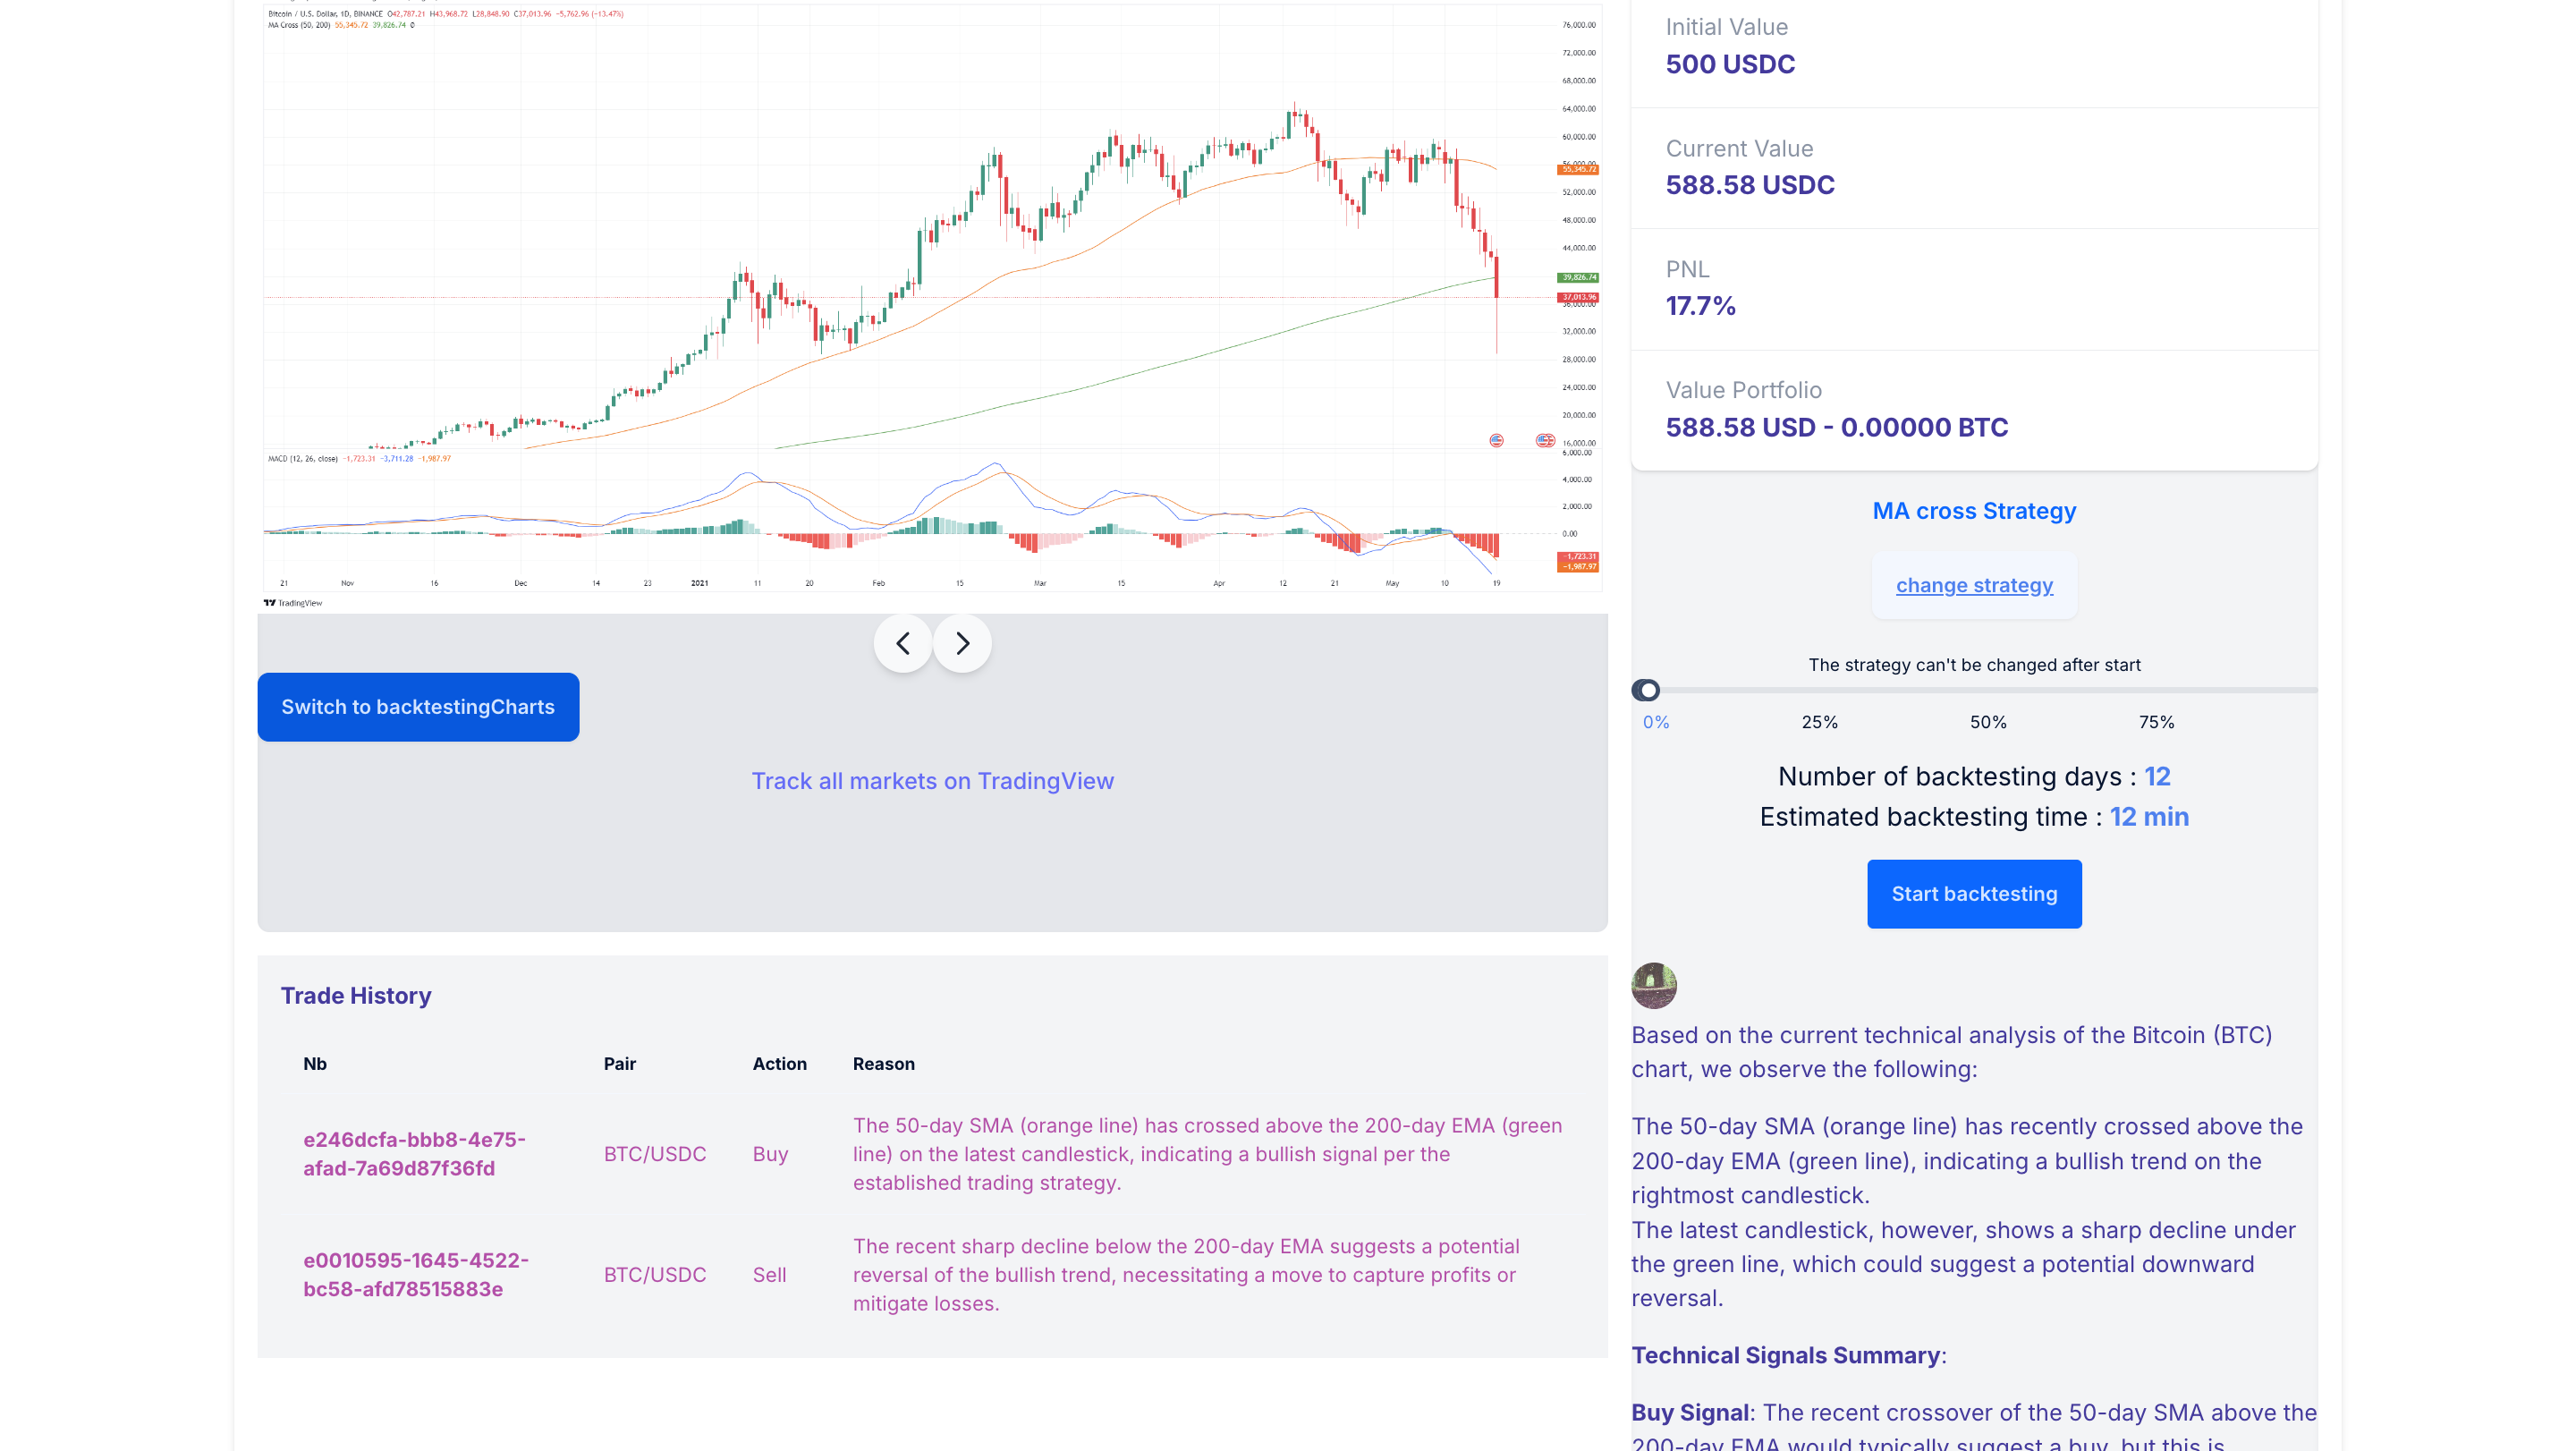 Bitcoin / U.S. Dollar, 1D, BINANCE O42,787.21 H43,968.72 L28,848.90 C37,013.96 −5,762.96 (−13.47%)
MA Cross (50, 200) 55,345.72 39,826.74 ∅
76,000.00
72,000.00
68,000.00
64,000.00
60,000.00
56,000.00
55,345.72
52,000.00
48,000.00
44,000.00
39,826.74
37,013.96
36,000.00
32,000.00
28,000.00
24,000.00
20,000.00
16,000.00
MACD (12, 26, close) −1,723.31 −3,711.28 −1,987.97
6,000.00
4,000.00
2,000.00
0.00
−1,723.31
−1,987.97
21 Nov 16 Dec 14 23 2021 11 20 Feb 15 Mar 15 Apr 12 21 May 10 19
TradingView
Switch to backtestingCharts
Track all markets on TradingView
Trade History
Nb Pair Action Reason
e246dcfa-bbb8-4e75-
afad-7a69d87f36fd
BTC/USDC
Buy
The 50-day SMA (orange line) has crossed above the 200-day EMA (green
line) on the latest candlestick, indicating a bullish signal per the
established trading strategy.
e0010595-1645-4522-
bc58-afd78515883e
BTC/USDC
Sell
The recent sharp decline below the 200-day EMA suggests a potential
reversal of the bullish trend, necessitating a move to capture profits or
mitigate losses.
Initial Value
500 USDC
Current Value
588.58 USDC
PNL
17.7%
Value Portfolio
588.58 USD - 0.00000 BTC
MA cross Strategy
change strategy
The strategy can't be changed after start
0% 25% 50% 75%
Number of backtesting days : 12
Estimated backtesting time : 12 min
Start backtesting
Based on the current technical analysis of the Bitcoin (BTC)
chart, we observe the following:
The 50-day SMA (orange line) has recently crossed above the
200-day EMA (green line), indicating a bullish trend on the
rightmost candlestick.
The latest candlestick, however, shows a sharp decline under
the green line, which could suggest a potential downward
reversal.
Technical Signals Summary:
Buy Signal: The recent crossover of the 50-day SMA above the
200-day EMA would typically suggest a buy, but this is